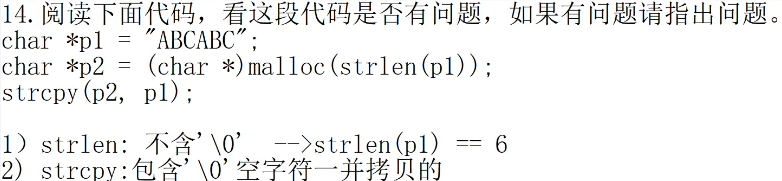 14.阅读下面代码，看这段代码是否有问题，如果有问题请指出问题。
char *p1 = "ABCABC";
char *p2 = (char *)malloc(strlen(p1));
strcpy(p2, p1);
1）strlen: 不含'\0' -->strlen(p1) == 6
2) strcpy:包含'\0'空字符一并拷贝的